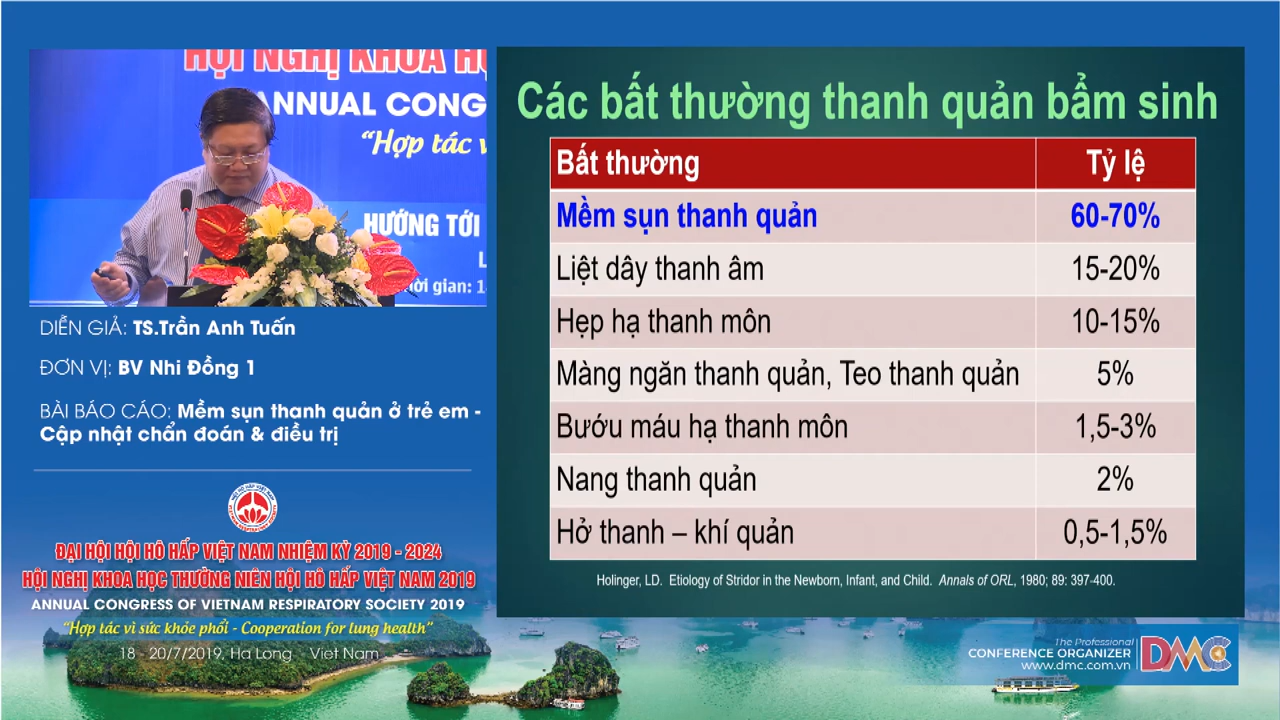 HỘI NGHỊ KHOA
ANNUAL CONG
“Hợp tác v
HƯỚNG TỚI
DIỄN GIẢ: TS.Trần Anh Tuấn
ĐƠN VỊ: BV Nhi Đồng 1
BÀI BÁO CÁO: Mềm sụn thanh quản ở trẻ em -
Cập nhật chẩn đoán & điều trị
ĐẠI HỘI HỘI HÔ HẤP VIỆT NAM NHIỆM KỲ 2019 - 2024
HỘI NGHỊ KHOA HỌC THƯỜNG NIÊN HỘI HÔ HẤP VIỆT NAM 2019
ANNUAL CONGRESS OF VIETNAM RESPIRATORY SOCIETY 2019
“Hợp tác vì sức khỏe phổi - Cooperation for lung health”
18 - 20/7/2019, Ha Long Viet Nam
Các bất thường thanh quản bẩm sinh
Bất thường Tỷ lệ
Mềm sụn thanh quản 60-70%
Liệt dây thanh âm 15-20%
Hẹp hạ thanh môn 10-15%
Màng ngăn thanh quản, Teo thanh quản 5%
Bướu máu hạ thanh môn 1,5-3%
Nang thanh quản 2%
Hở thanh – khí quản 0,5-1,5%
Holinger, LD. Etiology of Stridor in the Newborn, Infant, and Child. Annals of ORL, 1980; 89: 397-400.
The Professional
CONFERENCE ORGANIZER
www.dmc.com.vn
DMC